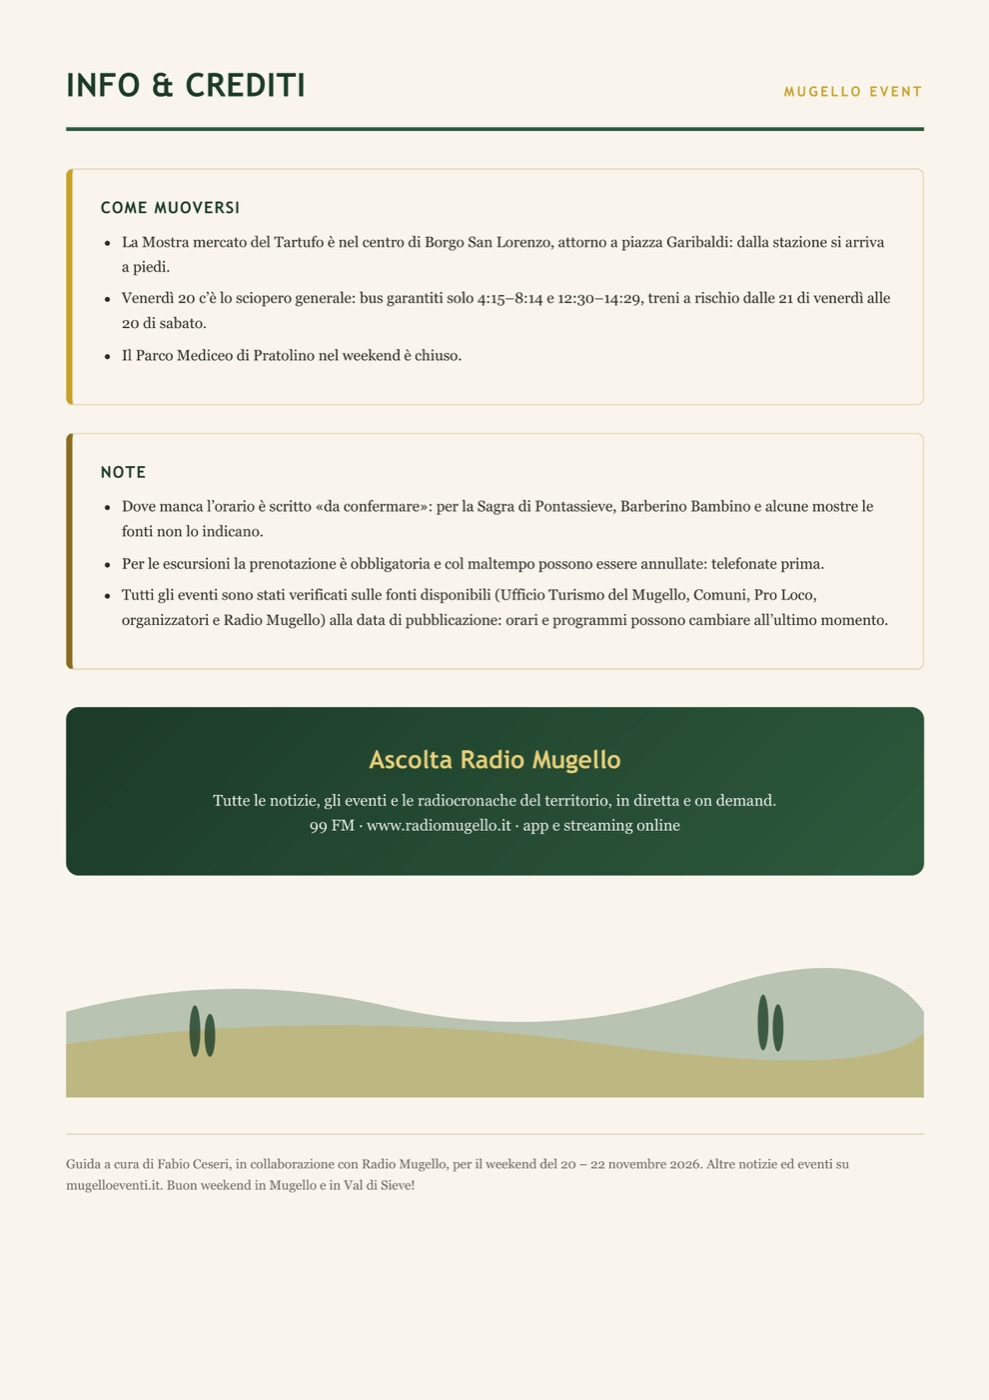 INFO & CREDITI
MUGELLO EVENT
COME MUOVERSI
• La Mostra mercato del Tartufo è nel centro di Borgo San Lorenzo, attorno a piazza Garibaldi: dalla stazione si arriva
a piedi.
• Venerdì 20 c’è lo sciopero generale: bus garantiti solo 4:15–8:14 e 12:30–14:29, treni a rischio dalle 21 di venerdì alle
20 di sabato.
• Il Parco Mediceo di Pratolino nel weekend è chiuso.
NOTE
• Dove manca l’orario è scritto «da confermare»: per la Sagra di Pontassieve, Barberino Bambino e alcune mostre le
fonti non lo indicano.
• Per le escursioni la prenotazione è obbligatoria e col maltempo possono essere annullate: telefonate prima.
• Tutti gli eventi sono stati verificati sulle fonti disponibili (Ufficio Turismo del Mugello, Comuni, Pro Loco,
organizzatori e Radio Mugello) alla data di pubblicazione: orari e programmi possono cambiare all’ultimo momento.
Ascolta Radio Mugello
Tutte le notizie, gli eventi e le radiocronache del territorio, in diretta e on demand.
99 FM · www.radiomugello.it · app e streaming online
Guida a cura di Fabio Ceseri, in collaborazione con Radio Mugello, per il weekend del 20 – 22 novembre 2026. Altre notizie ed eventi su
mugelloeventi.it. Buon weekend in Mugello e in Val di Sieve!